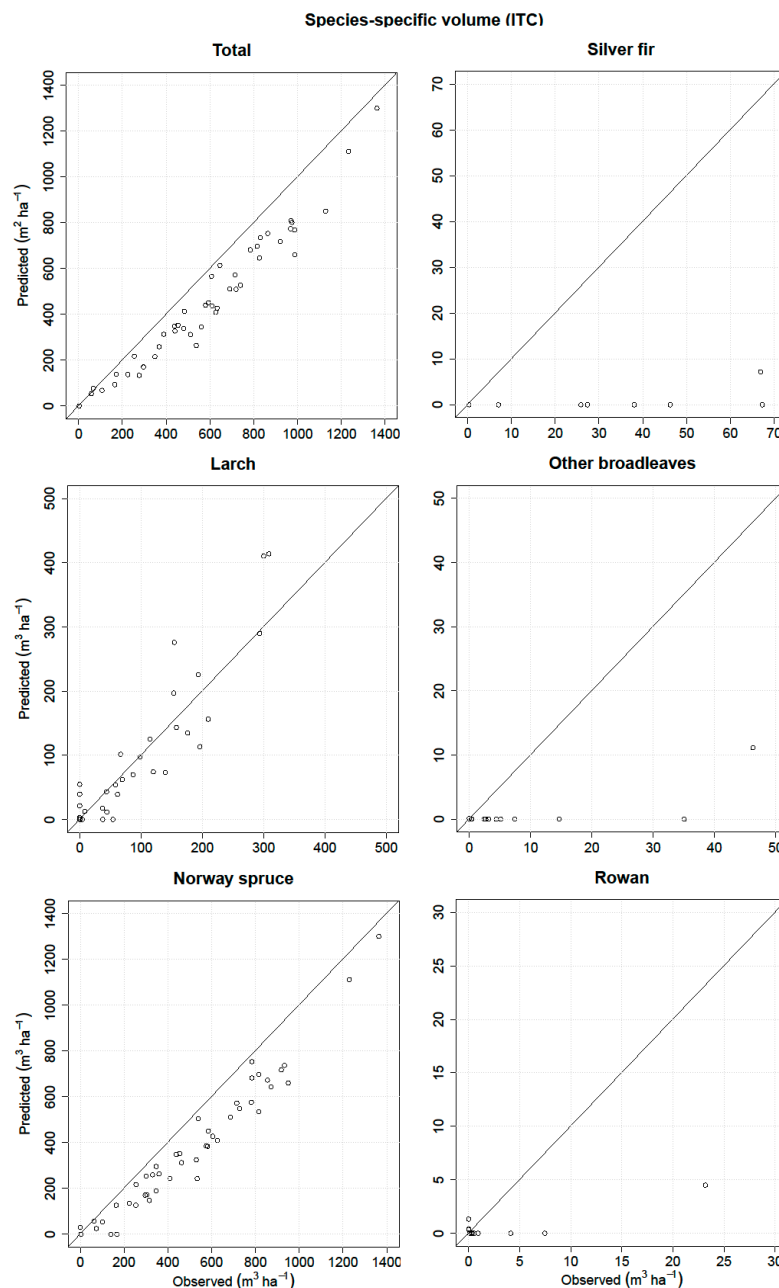 Species-specific volume (ITC)
Total
Predicted (m² ha⁻¹)
0 200 400 600 800 1000 1200 1400
0 200 400 600 800 1000 1200 1400
Silver fir
0 10 20 30 40 50 60 70
0 10 20 30 40 50 60 70
Larch
Predicted (m³ ha⁻¹)
0 100 200 300 400 500
0 100 200 300 400 500
Other broadleaves
0 10 20 30 40 50
0 10 20 30 40 50
Norway spruce
Predicted (m³ ha⁻¹)
0 200 400 600 800 1000 1200 1400
0 200 400 600 800 1000 1200 1400
Observed (m³ ha⁻¹)
Rowan
0 5 10 15 20 25 30
0 5 10 15 20 25 30
Observed (m³ ha⁻¹)